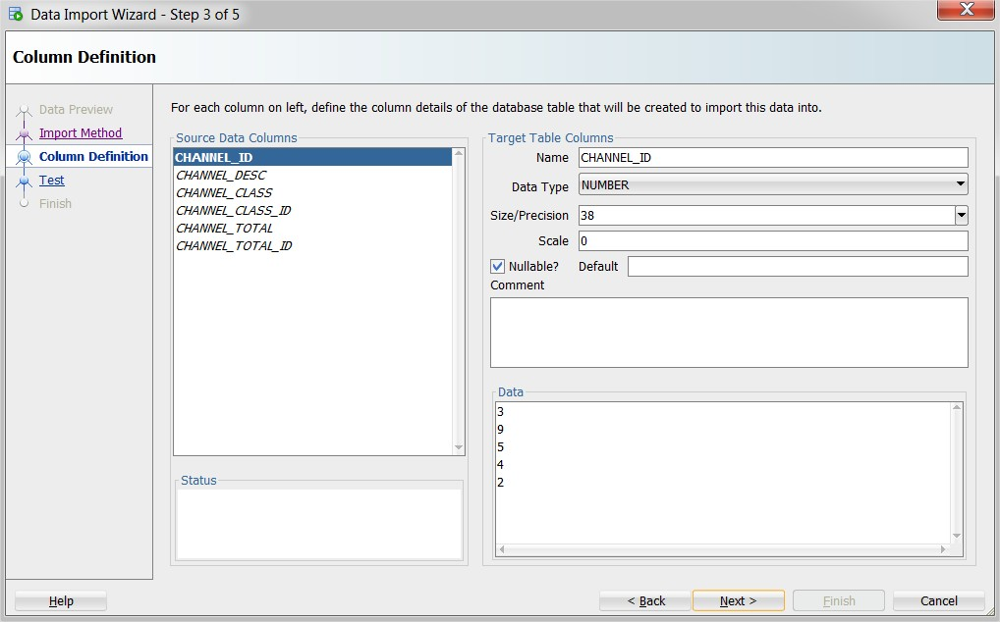 Data Import Wizard - Step 3 of 5
Column Definition
Data Preview
Import Method
Column Definition
Test
Finish
For each column on left, define the column details of the database table that will be created to import this data into.
Source Data Columns
CHANNEL_ID
CHANNEL_DESC
CHANNEL_CLASS
CHANNEL_CLASS_ID
CHANNEL_TOTAL
CHANNEL_TOTAL_ID
Status
Target Table Columns
Name CHANNEL_ID
Data Type NUMBER
Size/Precision 38
Scale 0
Nullable? Default
Comment
Data
3
9
5
4
2
Help < Back Next > Finish Cancel